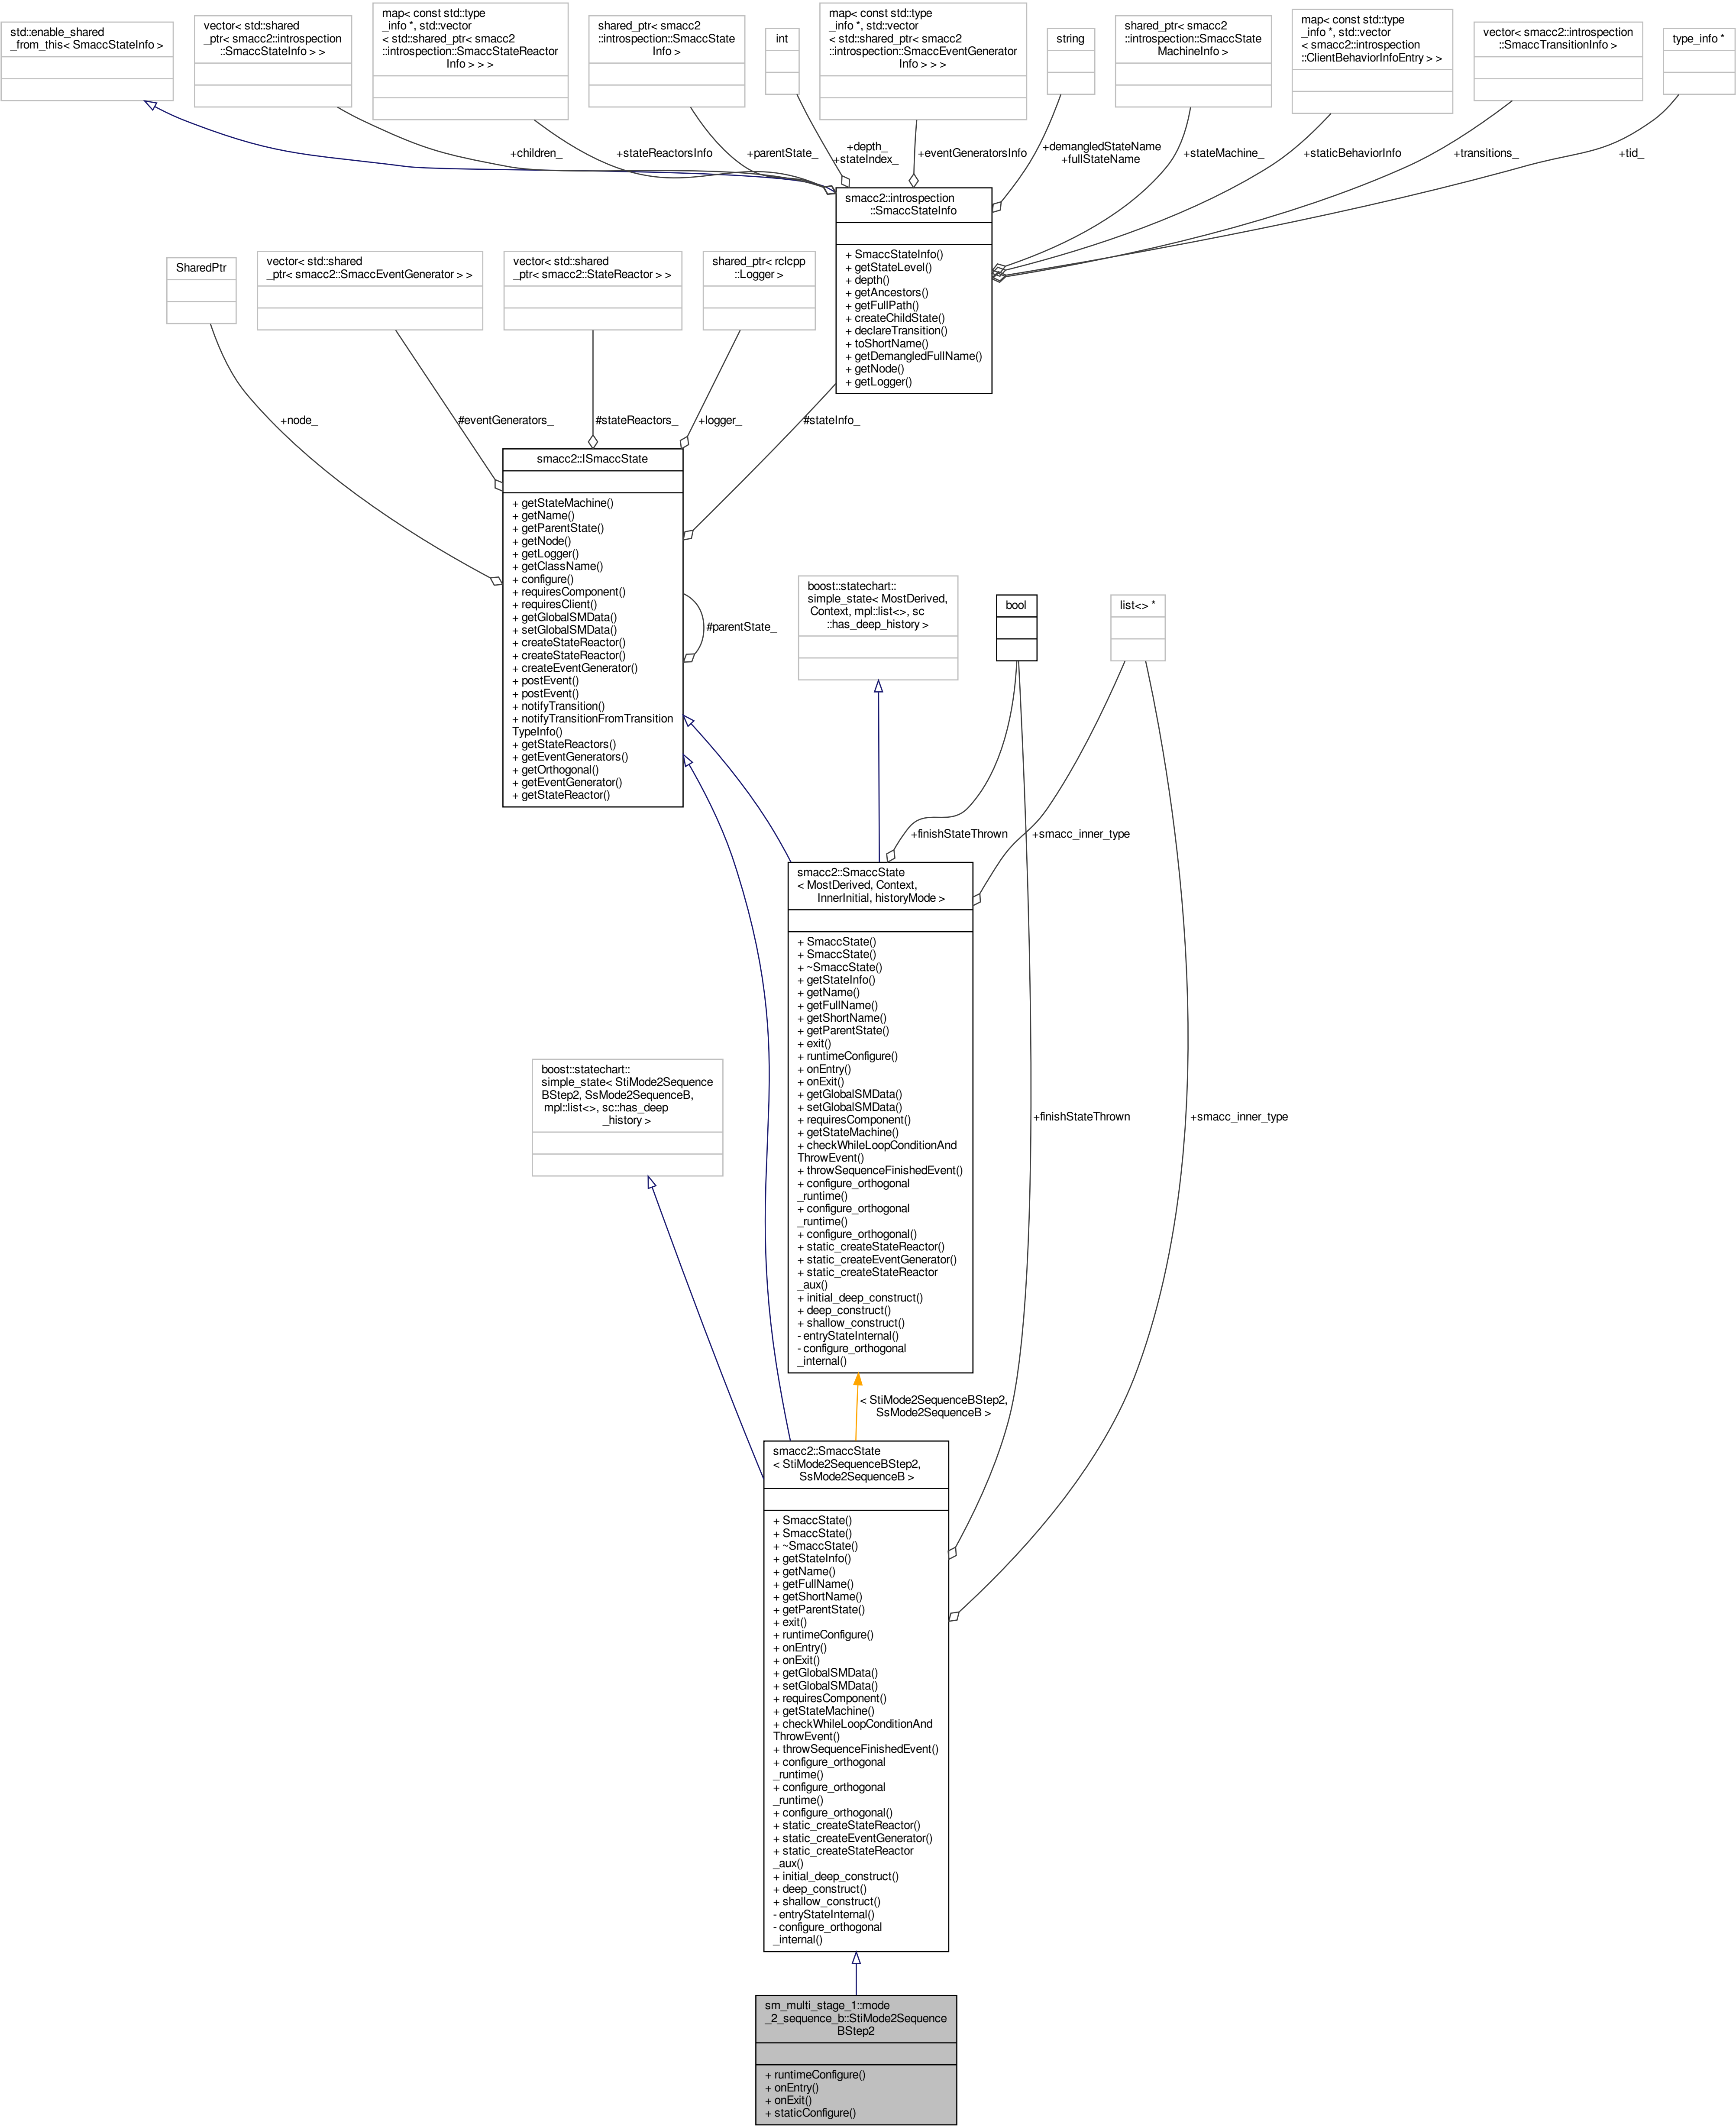 std::enable_shared
_from_this< SmaccStateInfo >
vector< std::shared
_ptr< smacc2::introspection
::SmaccStateInfo > >
map< const std::type
_info *, std::vector
< std::shared_ptr< smacc2
::introspection::SmaccStateReactor
Info > > >
shared_ptr< smacc2
::introspection::SmaccState
Info >
int
map< const std::type
_info *, std::vector
< std::shared_ptr< smacc2
::introspection::SmaccEventGenerator
Info > > >
string
shared_ptr< smacc2
::introspection::SmaccState
MachineInfo >
map< const std::type
_info *, std::vector
< smacc2::introspection
::ClientBehaviorInfoEntry > >
vector< smacc2::introspection
::SmaccTransitionInfo >
type_info *
+children_
+stateReactorsInfo
+parentState_
+depth_
+stateIndex_
+eventGeneratorsInfo
+demangledStateName
+fullStateName
+stateMachine_
+staticBehaviorInfo
+transitions_
+tid_
smacc2::introspection
::SmaccStateInfo
+ SmaccStateInfo()
+ getStateLevel()
+ depth()
+ getAncestors()
+ getFullPath()
+ createChildState()
+ declareTransition()
+ toShortName()
+ getDemangledFullName()
+ getNode()
+ getLogger()
SharedPtr
vector< std::shared
_ptr< smacc2::SmaccEventGenerator > >
vector< std::shared
_ptr< smacc2::StateReactor > >
shared_ptr< rclcpp
::Logger >
+node_
#eventGenerators_
#stateReactors_
+logger_
#stateInfo_
smacc2::ISmaccState
+ getStateMachine()
+ getName()
+ getParentState()
+ getNode()
+ getLogger()
+ getClassName()
+ configure()
+ requiresComponent()
+ requiresClient()
+ getGlobalSMData()
+ setGlobalSMData()
+ createStateReactor()
+ createStateReactor()
+ createEventGenerator()
+ postEvent()
+ postEvent()
+ notifyTransition()
+ notifyTransitionFromTransition
TypeInfo()
+ getStateReactors()
+ getEventGenerators()
+ getOrthogonal()
+ getEventGenerator()
+ getStateReactor()
#parentState_
boost::statechart::
simple_state< MostDerived,
Context, mpl::list<>, sc
::has_deep_history >
bool
list<> *
+finishStateThrown
+smacc_inner_type
smacc2::SmaccState
< MostDerived, Context,
InnerInitial, historyMode >
+ SmaccState()
+ SmaccState()
+ ~SmaccState()
+ getStateInfo()
+ getName()
+ getFullName()
+ getShortName()
+ getParentState()
+ exit()
+ runtimeConfigure()
+ onEntry()
+ onExit()
+ getGlobalSMData()
+ setGlobalSMData()
+ requiresComponent()
+ getStateMachine()
+ checkWhileLoopConditionAnd
ThrowEvent()
+ throwSequenceFinishedEvent()
+ configure_orthogonal
_runtime()
+ configure_orthogonal
_runtime()
+ configure_orthogonal()
+ static_createStateReactor()
+ static_createEventGenerator()
+ static_createStateReactor
_aux()
+ initial_deep_construct()
+ deep_construct()
+ shallow_construct()
- entryStateInternal()
- configure_orthogonal
_internal()
boost::statechart::
simple_state< StiMode2Sequence
BStep2, SsMode2SequenceB,
mpl::list<>, sc::has_deep
_history >
+finishStateThrown
+smacc_inner_type
< StiMode2SequenceBStep2,
SsMode2SequenceB >
smacc2::SmaccState
< StiMode2SequenceBStep2,
SsMode2SequenceB >
+ SmaccState()
+ SmaccState()
+ ~SmaccState()
+ getStateInfo()
+ getName()
+ getFullName()
+ getShortName()
+ getParentState()
+ exit()
+ runtimeConfigure()
+ onEntry()
+ onExit()
+ getGlobalSMData()
+ setGlobalSMData()
+ requiresComponent()
+ getStateMachine()
+ checkWhileLoopConditionAnd
ThrowEvent()
+ throwSequenceFinishedEvent()
+ configure_orthogonal
_runtime()
+ configure_orthogonal
_runtime()
+ configure_orthogonal()
+ static_createStateReactor()
+ static_createEventGenerator()
+ static_createStateReactor
_aux()
+ initial_deep_construct()
+ deep_construct()
+ shallow_construct()
- entryStateInternal()
- configure_orthogonal
_internal()
sm_multi_stage_1::mode
_2_sequence_b::StiMode2Sequence
BStep2
+ runtimeConfigure()
+ onEntry()
+ onExit()
+ staticConfigure()